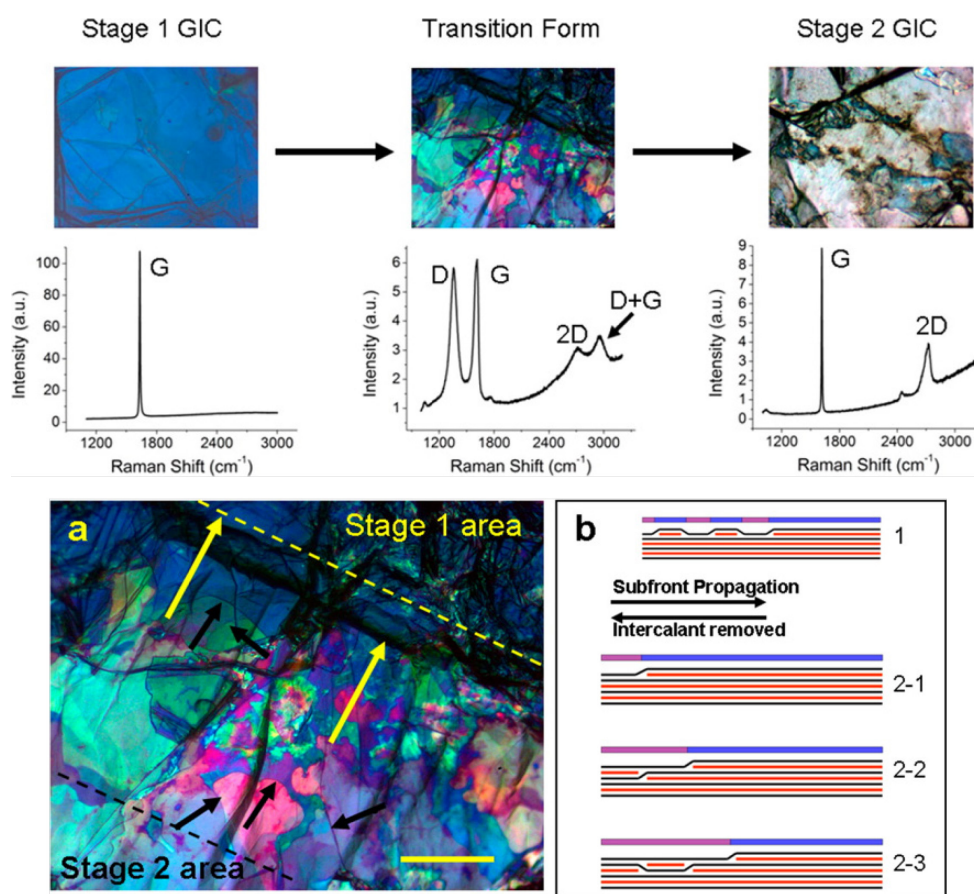 Stage 1 GIC
Transition Form
Stage 2 GIC
100
80
60
40
20
0
G
Intensity (a.u.)
1200 1800 2400 3000
Raman Shift (cm⁻¹)
6
5
4
3
2
1
D
G
2D
D+G
Intensity (a.u.)
1200 1800 2400 3000
Raman Shift (cm⁻¹)
9
8
7
6
5
4
3
2
1
0
G
2D
Intensity (a.u.)
1200 1800 2400 3000
Raman Shift (cm⁻¹)
a
Stage 1 area
Stage 2 area
b
1
Subfront Propagation
Intercalant removed
2-1
2-2
2-3